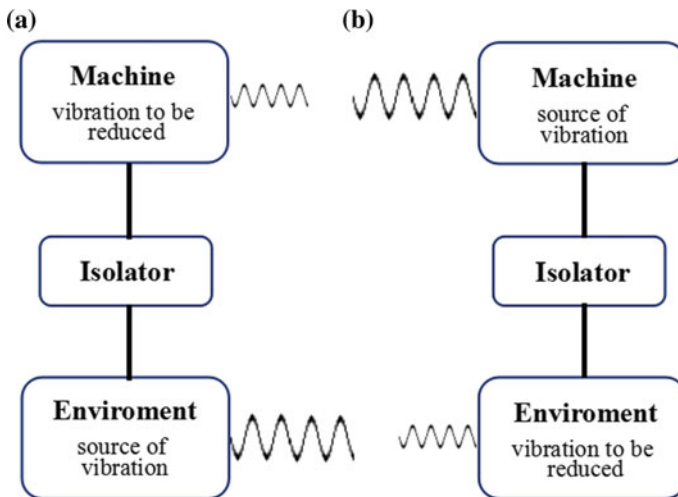 (a)
Machine
vibration to be
reduced
Isolator
Enviroment
source of
vibration
(b)
Machine
source of
vibration
Isolator
Enviroment
vibration to be
reduced